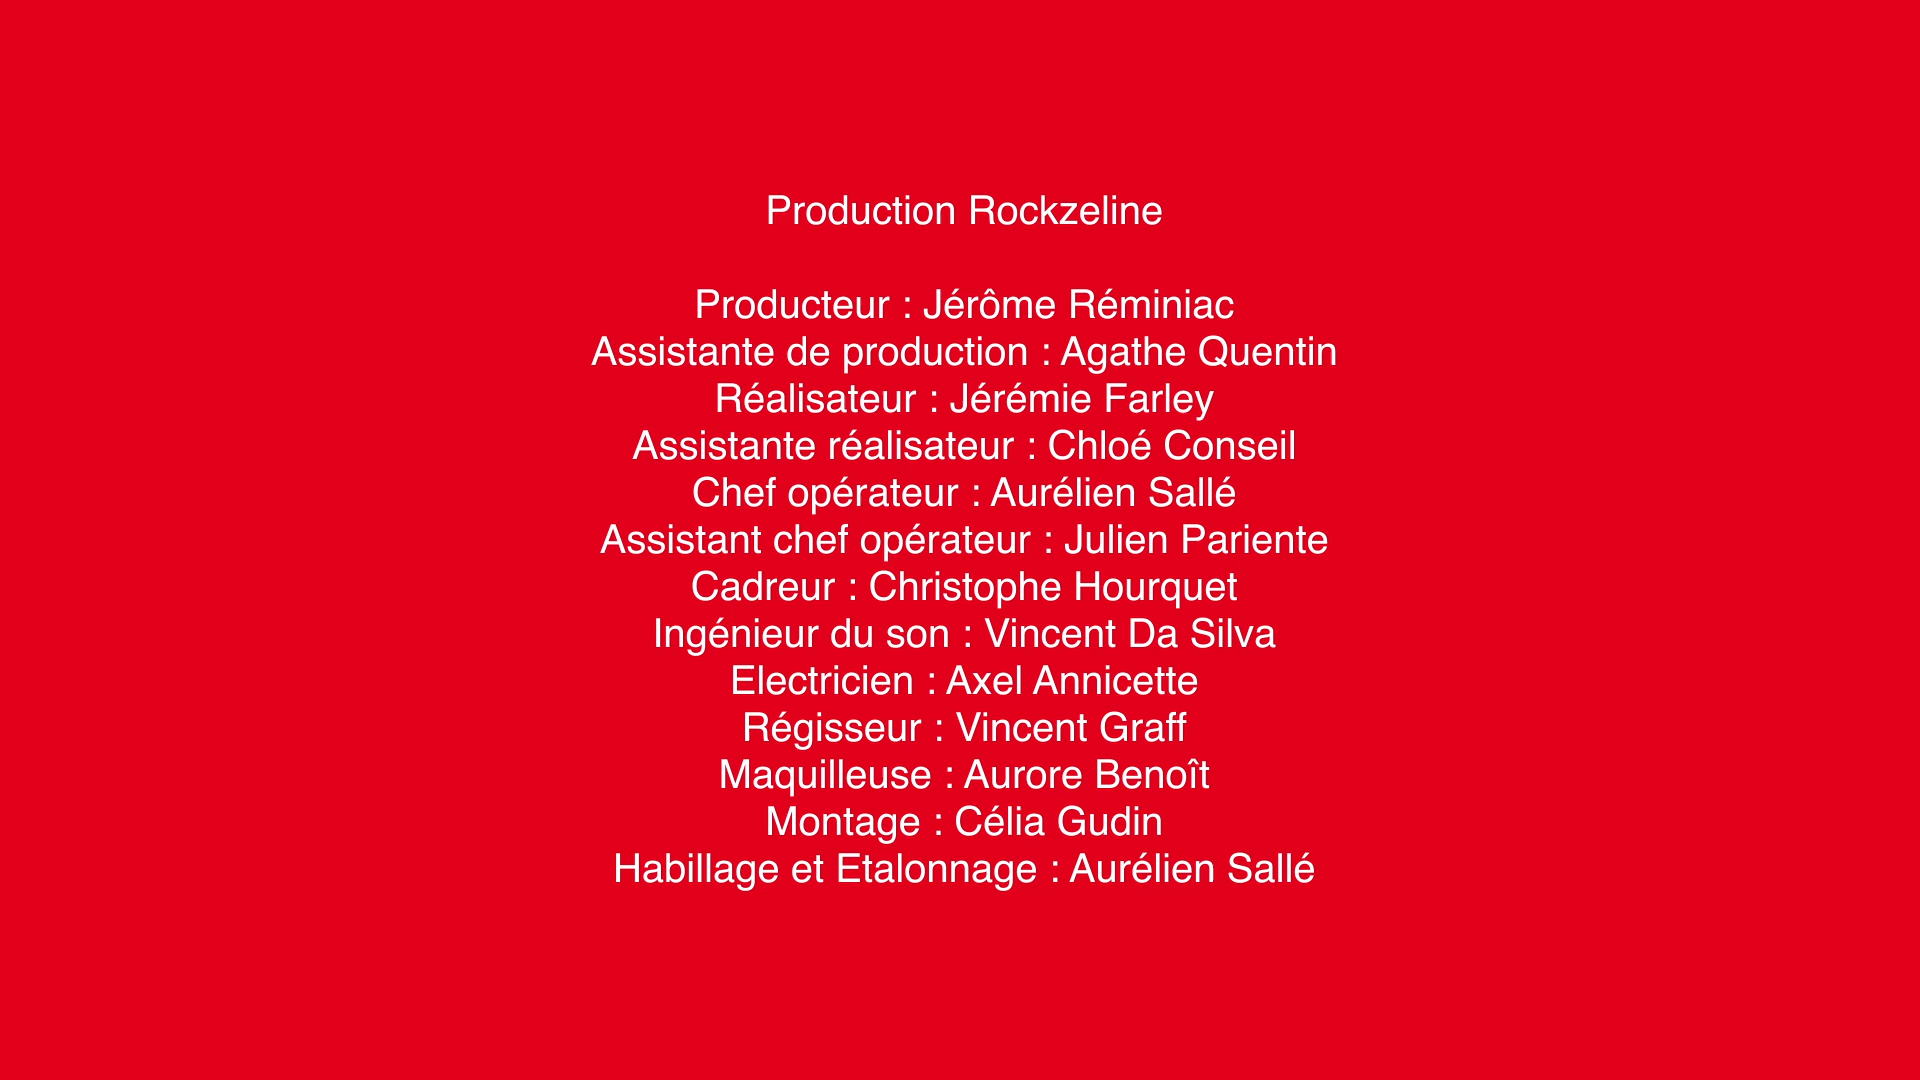 Production Rockzeline
Producteur : Jérôme Réminiac
Assistante de production : Agathe Quentin
Réalisateur : Jérémie Farley
Assistante réalisateur : Chloé Conseil
Chef opérateur : Aurélien Sallé
Assistant chef opérateur : Julien Pariente
Cadreur : Christophe Hourquet
Ingénieur du son : Vincent Da Silva
Electricien : Axel Annicette
Régisseur : Vincent Graff
Maquilleuse : Aurore Benoît
Montage : Célia Gudin
Habillage et Etalonnage : Aurélien Sallé